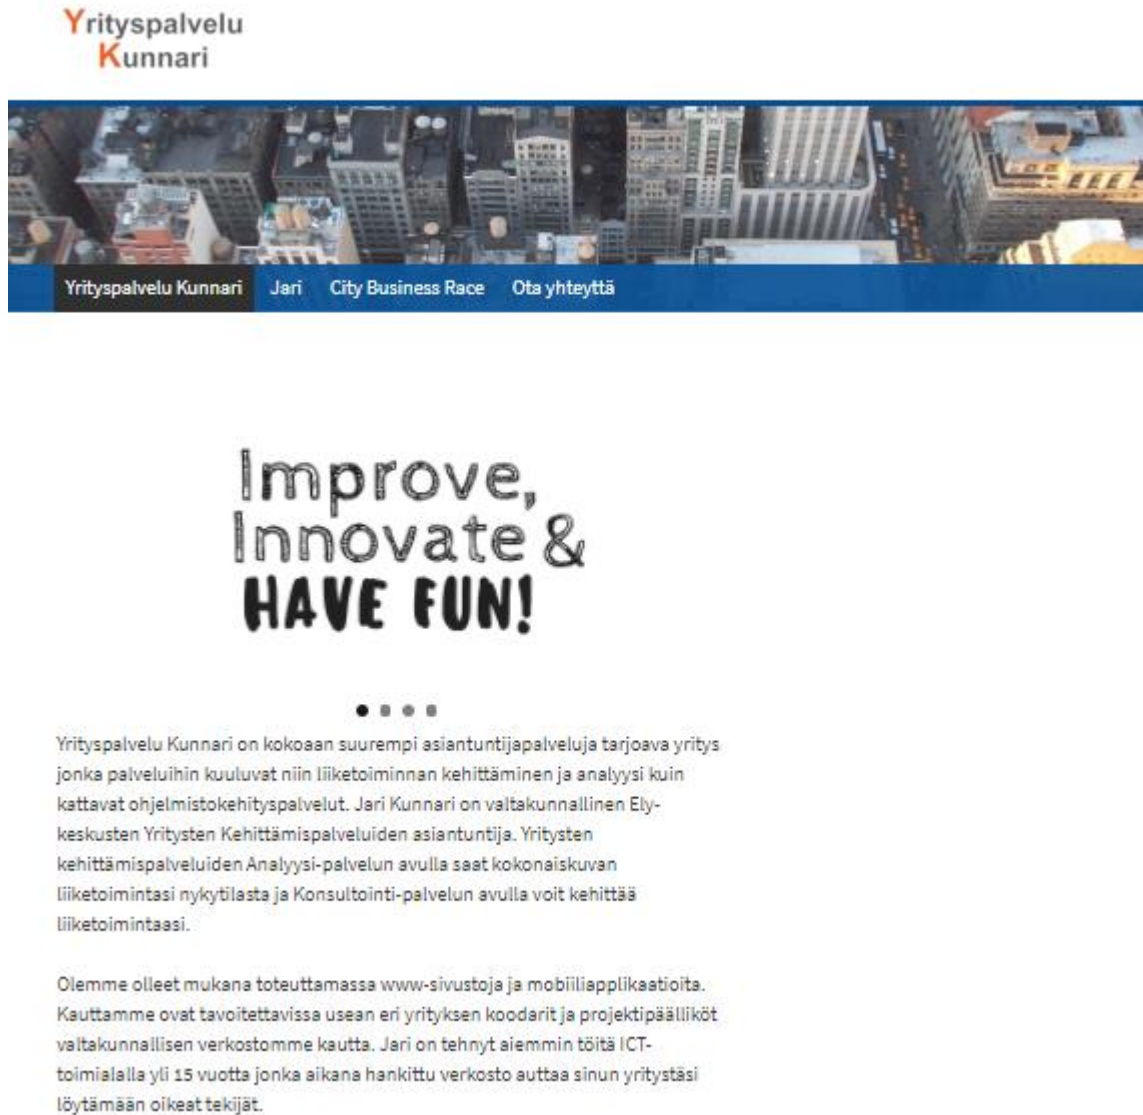 Yrityspalvelu
Kunnari
Yrityspalvelu Kunnari Jari City Business Race Ota yhteyttä
Improve,
Innovate &
HAVE FUN!
Yrityspalvelu Kunnari on kokoaan suurempi asiantuntijapalveluja tarjoava yritys
jonka palveluihin kuuluvat niin liiketoiminnan kehittäminen ja analyysi kuin
kattavat ohjelmistokehityspalvelut. Jari Kunnari on valtakunnallinen Ely-
keskusten Yritysten Kehittämispalveluiden asiantuntija. Yritysten
kehittämispalveluiden Analyysi-palvelun avulla saat kokonaiskuvan
liiketoimintasi nykytilasta ja Konsultointi-palvelun avulla voit kehittää
liiketoimintaasi.
Olemme olleet mukana toteuttamassa www-sivustoja ja mobiiliapplikaatioita.
Kauttamme ovat tavoitettavissa usean eri yrityksen koodarit ja projektipäälliköt
valtakunnallisen verkostomme kautta. Jari on tehnyt aiemmin töitä ICT-
toimialalla yli 15 vuotta jonka aikana hankittu verkosto auttaa sinun yritystäsi
löytämään oikeat tekijät.